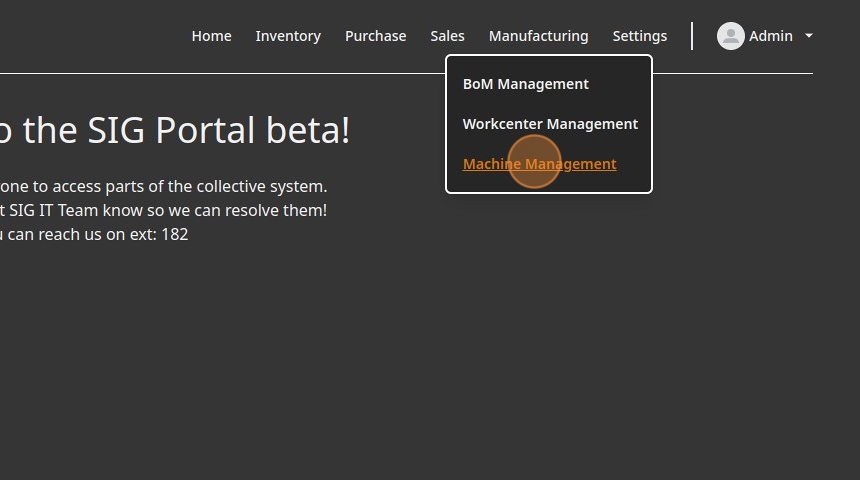 Home Inventory Purchase Sales Manufacturing Settings Admin
BoM Management
Workcenter Management
Machine Management
o the SIG Portal beta!
one to access parts of the collective system.
t SIG IT Team know so we can resolve them!
can reach us on ext: 182